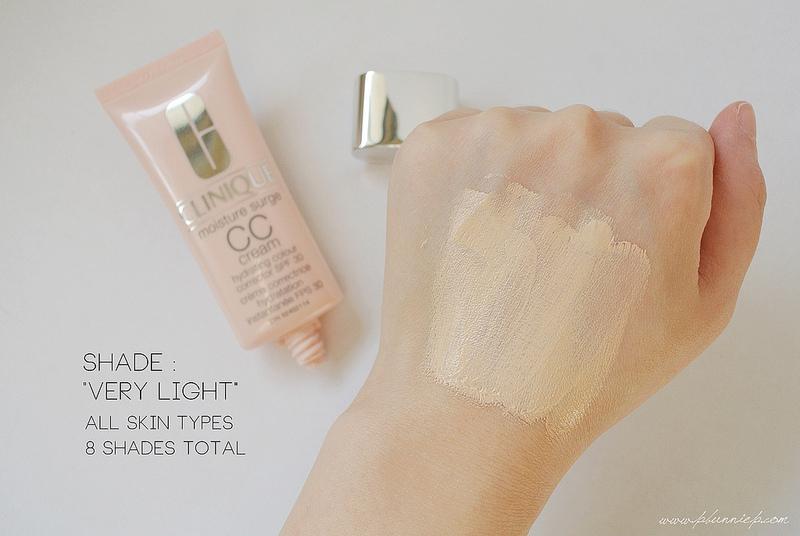 CLINIQUE
moisture surge
CC
cream
hydrating colour
corrector SPF 30
crème correctrice
hydratation
instantanée FPS 30
SHADE :
"VERY LIGHT"
ALL SKIN TYPES
8 SHADES TOTAL
www.plunniep.com